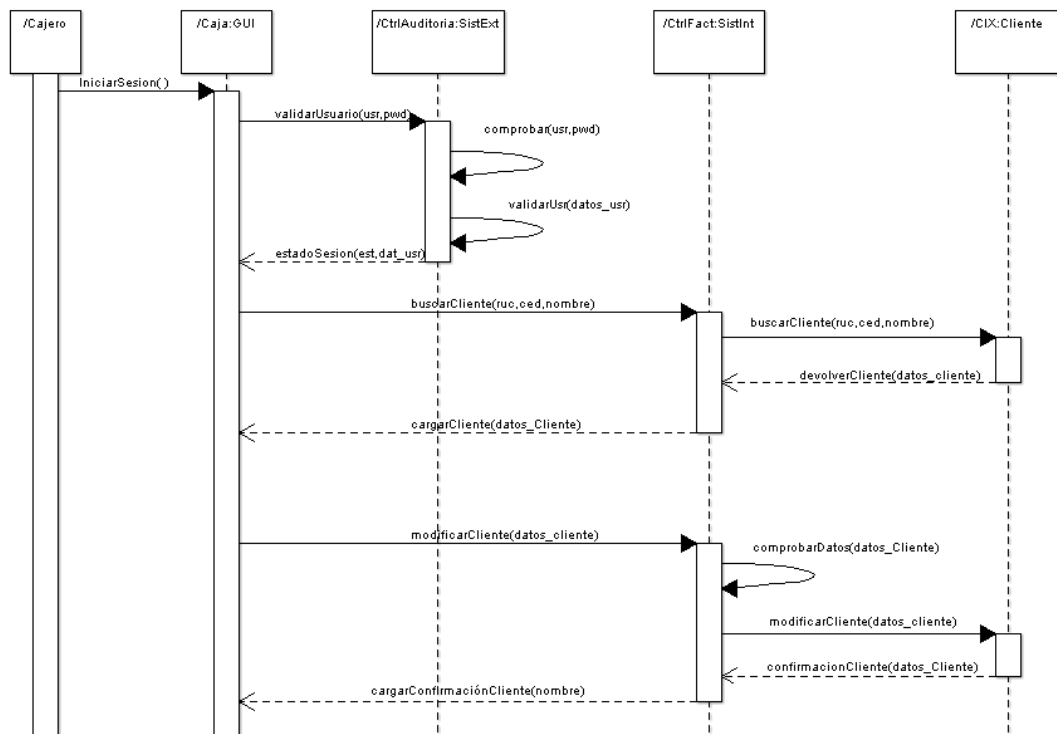 /Cajero
/Caja:GUI
/CtrlAuditoria:SistExt
/CtrlFact:SistInt
/ClX:Cliente
IniciarSesion()
validarUsuario(usr,pwd)
comprobar(usr,pwd)
validarUsr(datos_usr)
estadoSesion(est,dat_usr)
buscarCliente(ruc,ced,nombre)
buscarCliente(ruc,ced,nombre)
devolverCliente(datos_cliente)
cargarCliente(datos_Cliente)
modificarCliente(datos_cliente)
comprobarDatos(datos_Cliente)
modificarCliente(datos_cliente)
confirmacionCliente(datos_Cliente)
cargarConfirmaciónCliente(nombre)